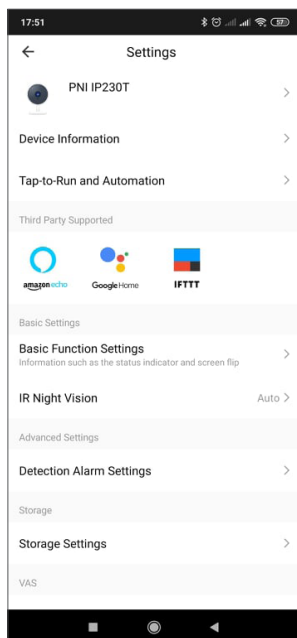 17:51
57
Settings
PNI IP230T
Device Information
Tap-to-Run and Automation
Third Party Supported
amazon echo
Google Home
IFTTT
Basic Settings
Basic Function Settings
Information such as the status indicator and screen flip
IR Night Vision
Auto
Advanced Settings
Detection Alarm Settings
Storage
Storage Settings
VAS